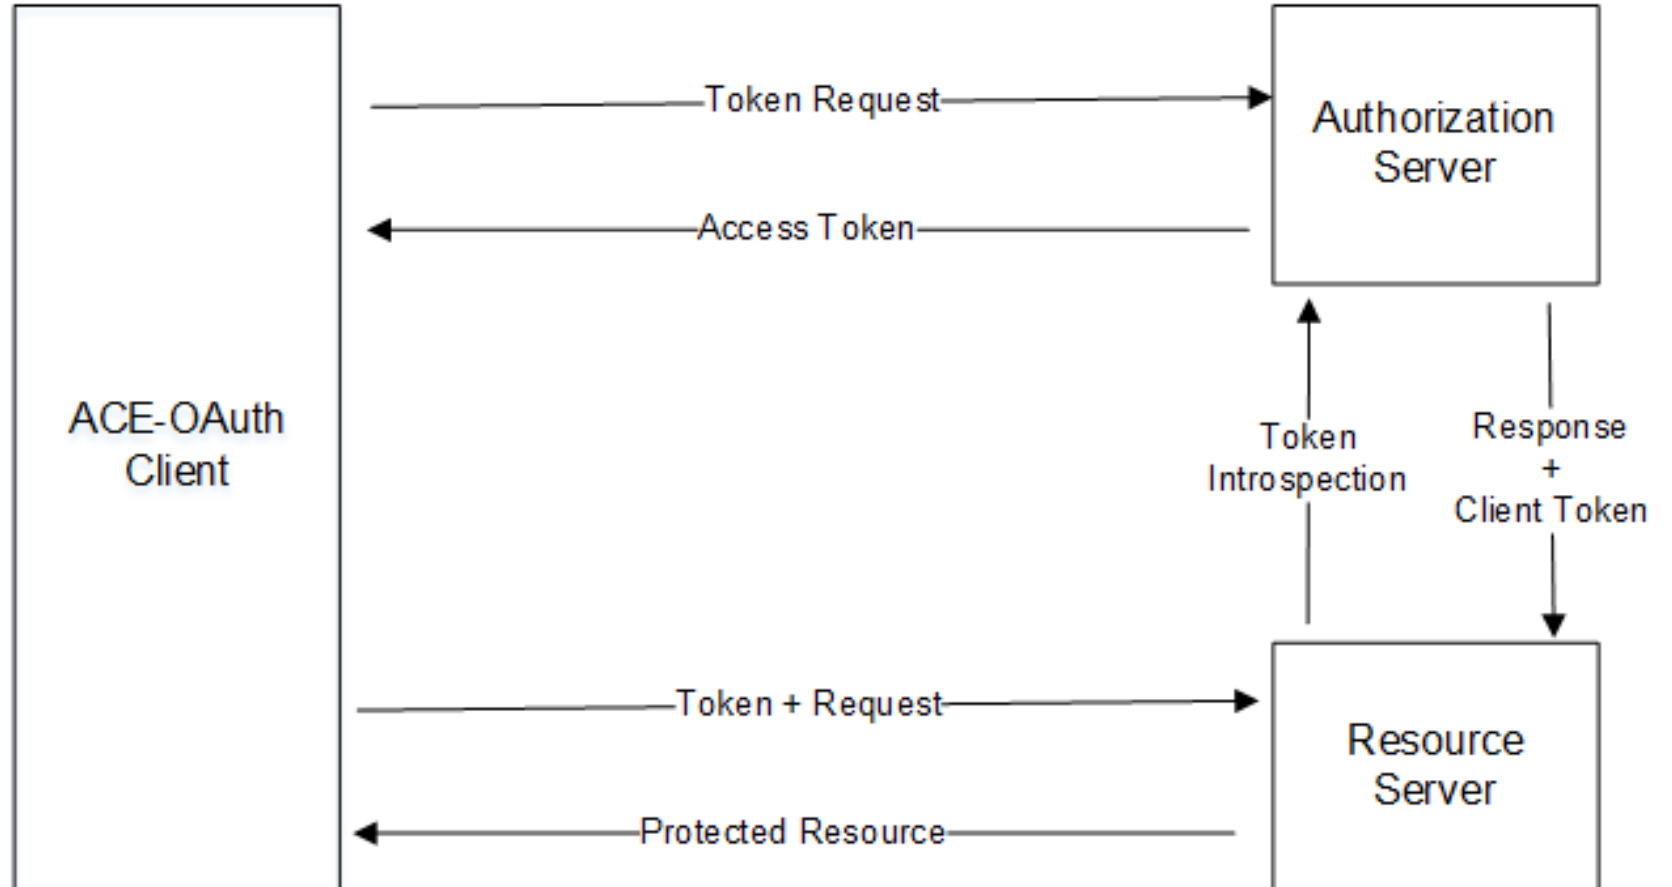 Token Request
Authorization
Server
Access Token
ACE-OAuth
Client
Token
Introspection
Response
+
Client Token
Token + Request
Resource
Server
Protected Resource